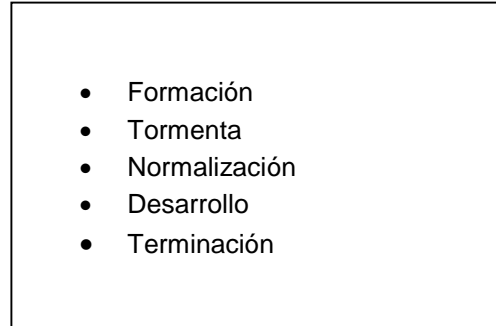 • Formación
• Tormenta
• Normalización
• Desarrollo
• Terminación